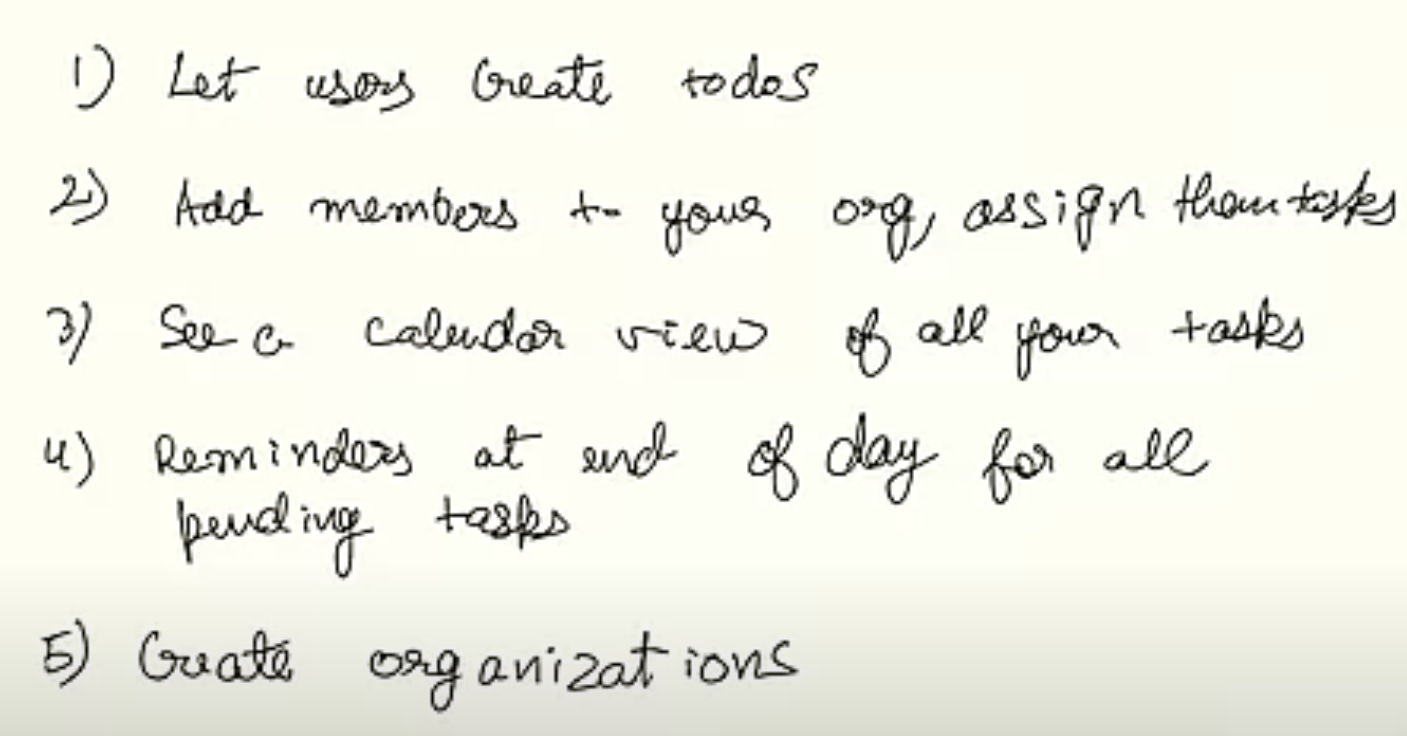 1) Let users Create todos
2) Add members to your org, assign them tasks
3) See a calendar view of all your tasks
4) Reminders at end of day for all
pending tasks
5) Create organizations